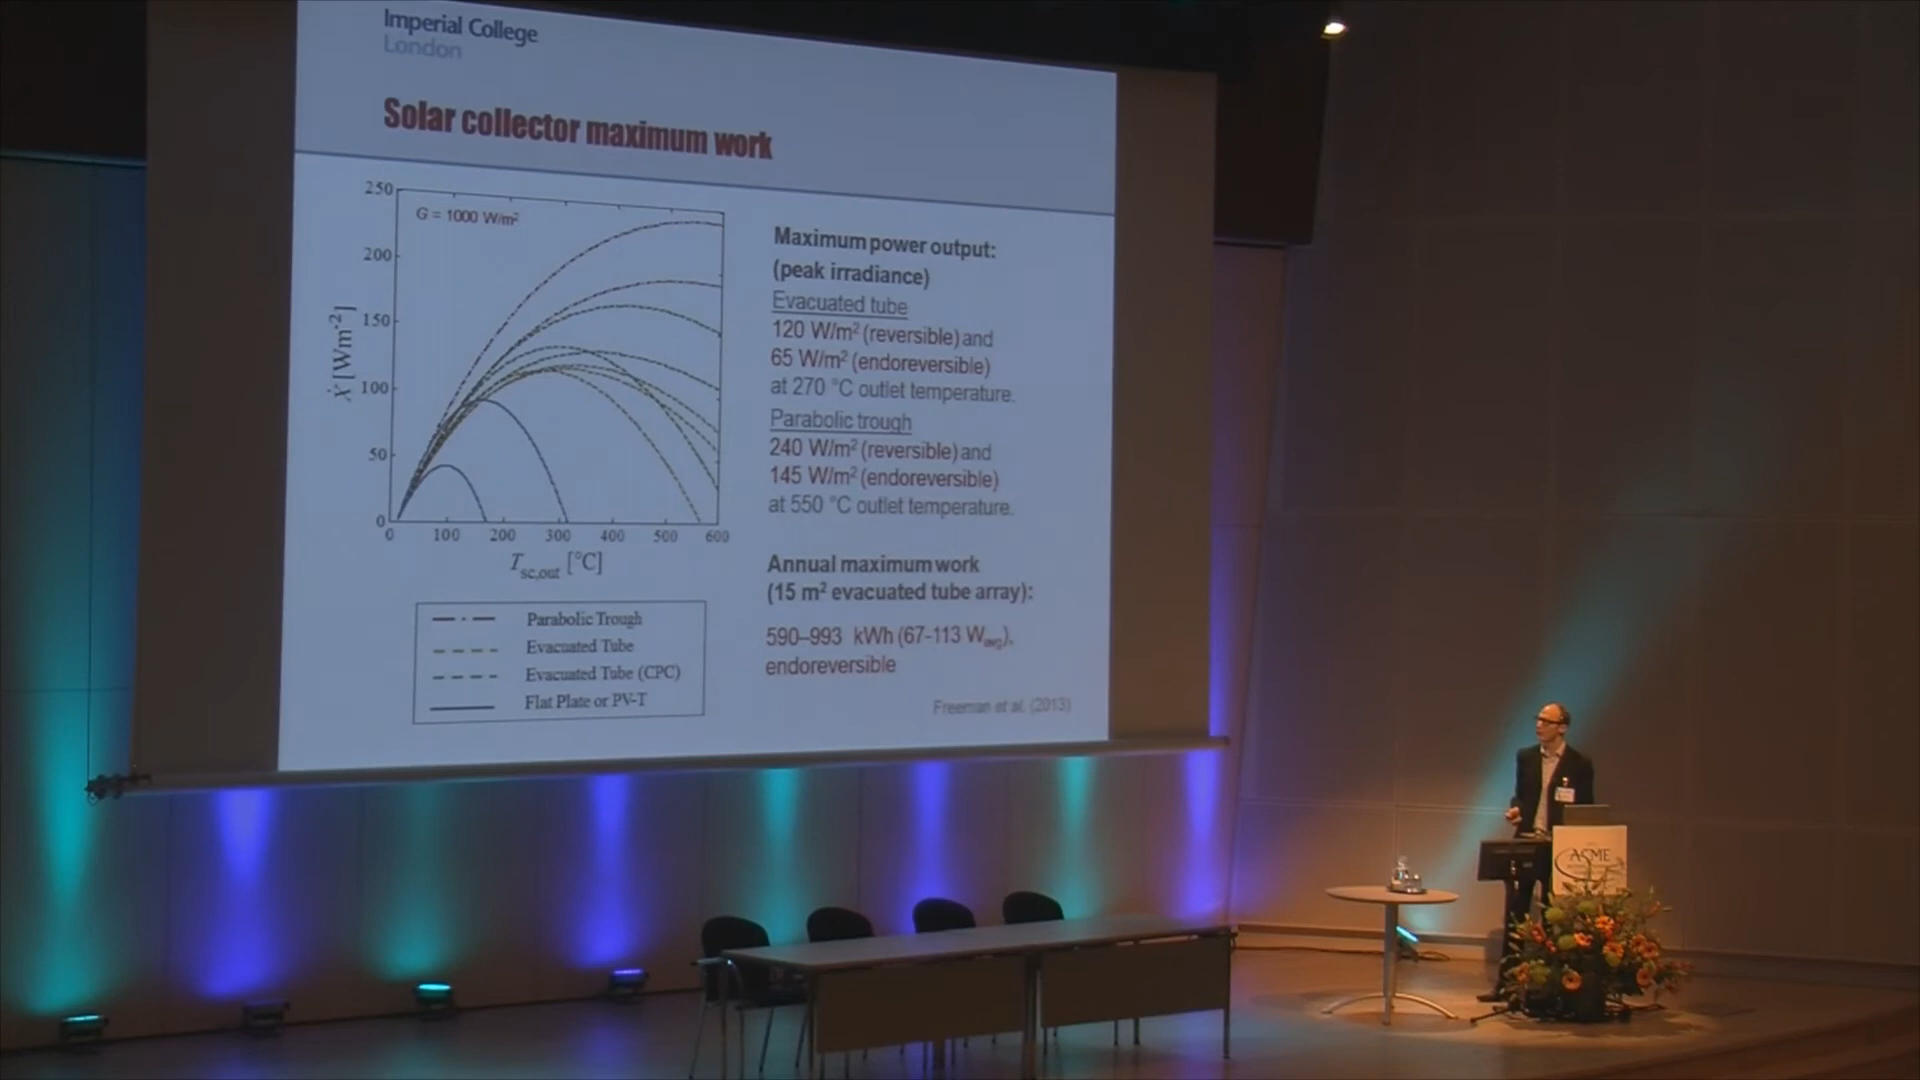 Imperial College
London
Solar collector maximum work
250
200
150
100
50
0
G = 1000 W/m²
Ẋ [Wm⁻²]
0 100 200 300 400 500 600
Tsc,out [°C]
Parabolic Trough
Evacuated Tube
Evacuated Tube (CPC)
Flat Plate or PV-T
Maximum power output:
(peak irradiance)
Evacuated tube
120 W/m² (reversible) and
65 W/m² (endoreversible)
at 270 °C outlet temperature.
Parabolic trough
240 W/m² (reversible) and
145 W/m² (endoreversible)
at 550 °C outlet temperature.
Annual maximum work
(15 m² evacuated tube array):
590–993 kWh (67-113 Wavg),
endoreversible
Freeman et al. (2013)
ASME